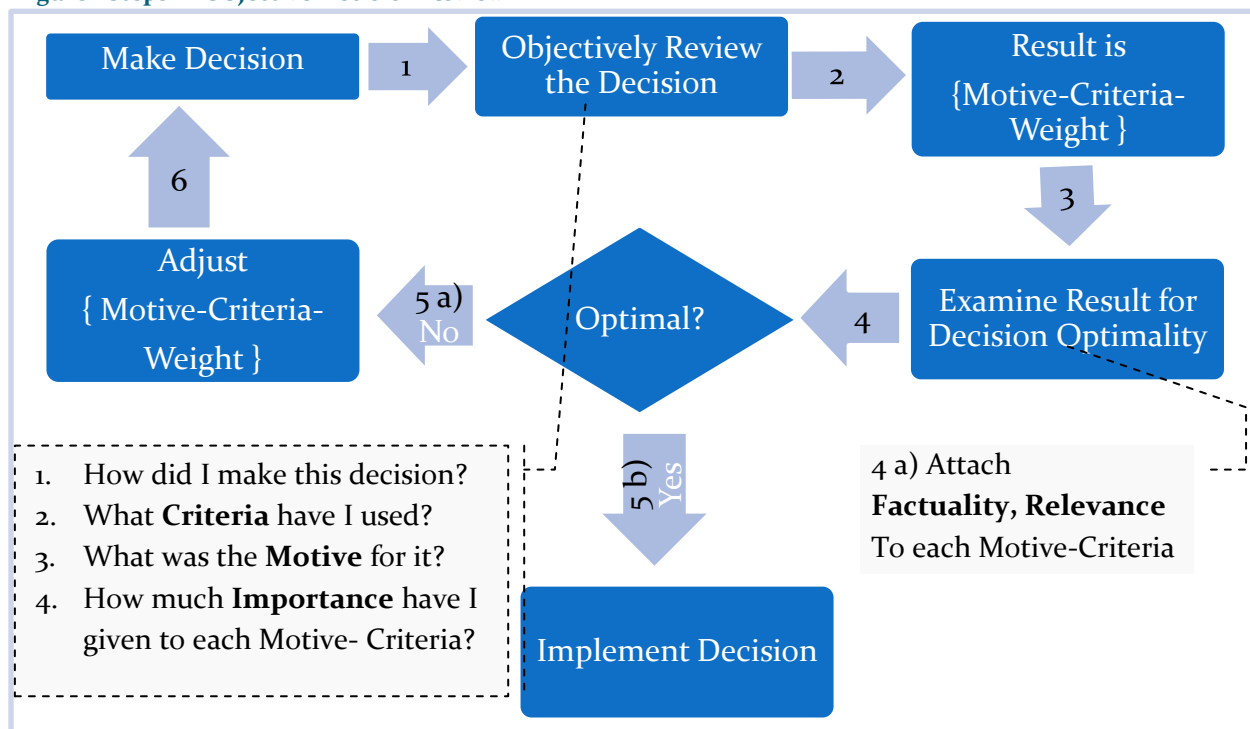 Make Decision
1
Objectively Review
the Decision
2
Result is
{Motive-Criteria-
Weight }
3
Examine Result for
Decision Optimality
4
Optimal?
5 a)
No
Adjust
{ Motive-Criteria-
Weight }
6
5 b)
Yes
Implement Decision
1. How did I make this decision?
2. What Criteria have I used?
3. What was the Motive for it?
4. How much Importance have I
given to each Motive- Criteria?
4 a) Attach
Factuality, Relevance
To each Motive-Criteria